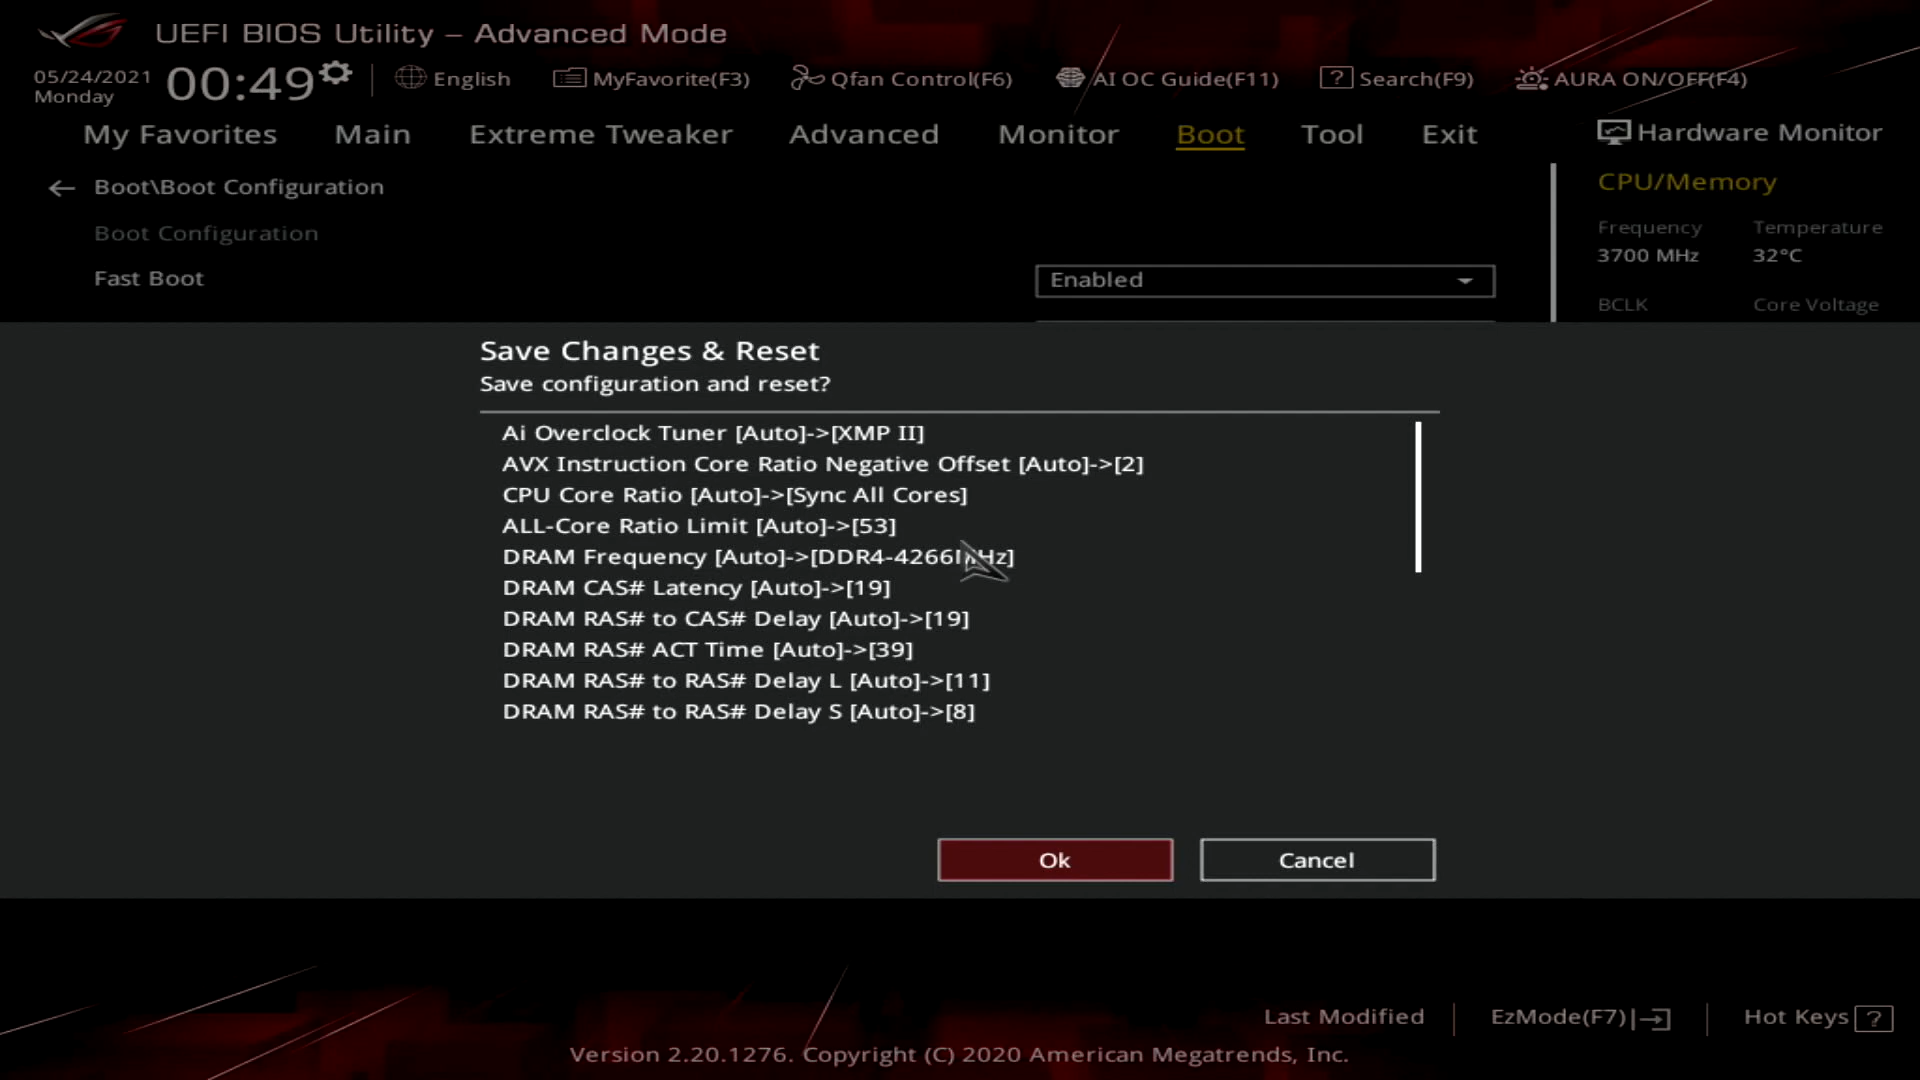 UEFI BIOS Utility – Advanced Mode
05/24/2021
Monday
00:49
English
MyFavorite(F3)
Qfan Control(F6)
AI OC Guide(F11)
? Search(F9)
AURA ON/OFF(F4)
My Favorites
Main
Extreme Tweaker
Advanced
Monitor
Boot
Tool
Exit
Hardware Monitor
Boot\Boot Configuration
CPU/Memory
Boot Configuration
Frequency
Temperature
3700 MHz
32°C
Fast Boot
Enabled
BCLK
Core Voltage
Save Changes & Reset
Save configuration and reset?
Ai Overclock Tuner [Auto]->[XMP II]
AVX Instruction Core Ratio Negative Offset [Auto]->[2]
CPU Core Ratio [Auto]->[Sync All Cores]
ALL-Core Ratio Limit [Auto]->[53]
DRAM Frequency [Auto]->[DDR4-4266MHz]
DRAM CAS# Latency [Auto]->[19]
DRAM RAS# to CAS# Delay [Auto]->[19]
DRAM RAS# ACT Time [Auto]->[39]
DRAM RAS# to RAS# Delay L [Auto]->[11]
DRAM RAS# to RAS# Delay S [Auto]->[8]
Ok
Cancel
Last Modified
EzMode(F7)
Hot Keys ?
Version 2.20.1276. Copyright (C) 2020 American Megatrends, Inc.